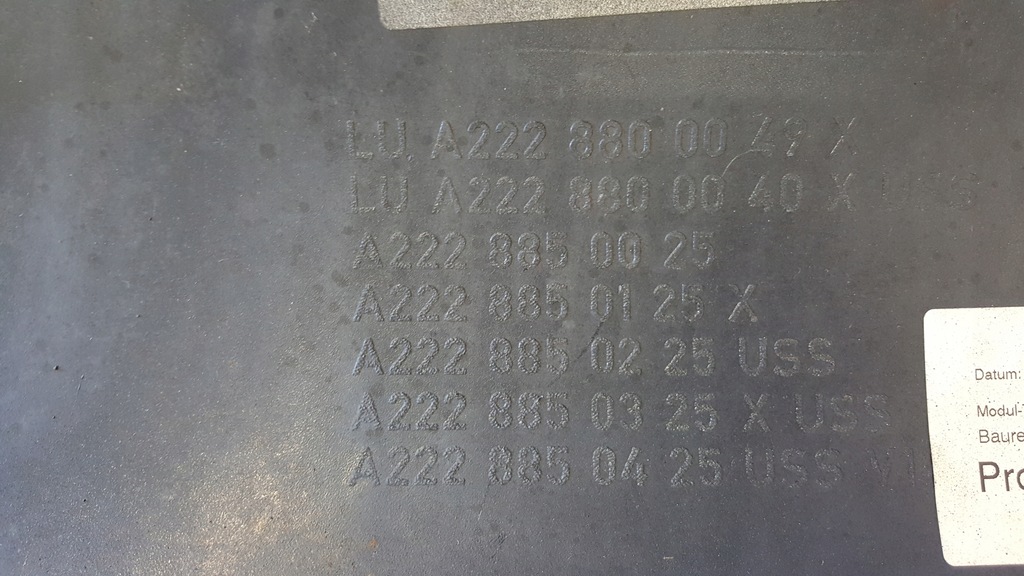 LU A222 880 00 49 X
LU A222 880 00 40 X USS
A222 885 00 25
A222 885 01 25 X
A222 885 02 25 USS
A222 885 03 25 X USS
A222 885 04 25 USS
Datum:
Modul-
Baure
Pro